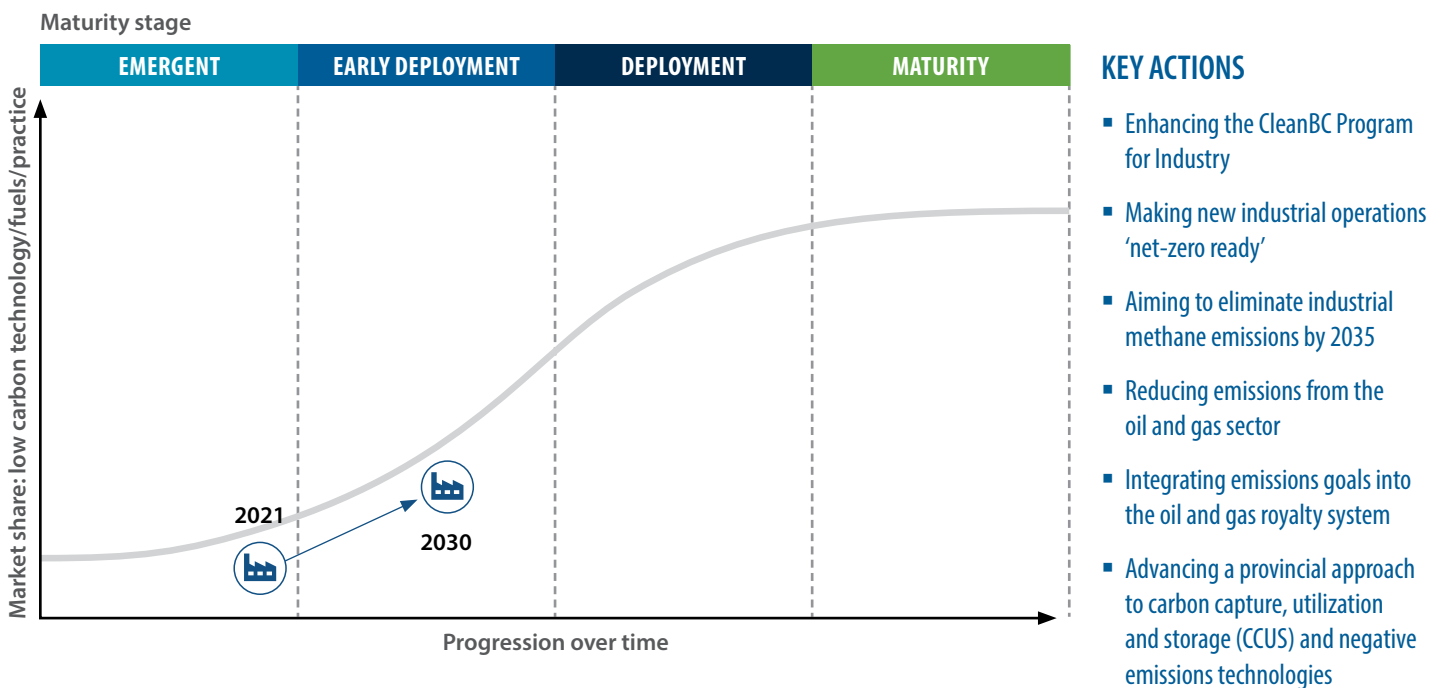 Maturity stage
EMERGENT
EARLY DEPLOYMENT
DEPLOYMENT
MATURITY
Market share: low carbon technology/fuels/practice
2021
2030
Progression over time
KEY ACTIONS
▪ Enhancing the CleanBC Program
for Industry
▪ Making new industrial operations
‘net-zero ready’
▪ Aiming to eliminate industrial
methane emissions by 2035
▪ Reducing emissions from the
oil and gas sector
▪ Integrating emissions goals into
the oil and gas royalty system
▪ Advancing a provincial approach
to carbon capture, utilization
and storage (CCUS) and negative
emissions technologies